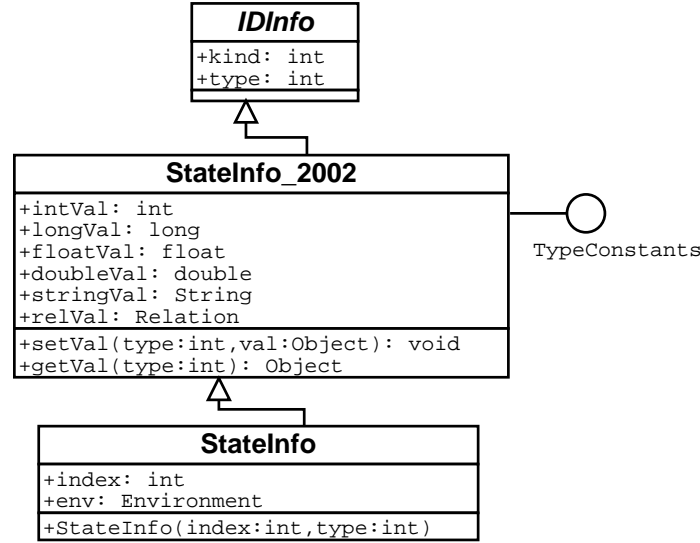 IDInfo
+kind: int
+type: int
StateInfo_2002
+intVal: int
+longVal: long
+floatVal: float
+doubleVal: double
+stringVal: String
+relVal: Relation
TypeConstants
+setVal(type:int,val:Object): void
+getVal(type:int): Object
StateInfo
+index: int
+env: Environment
+StateInfo(index:int,type:int)